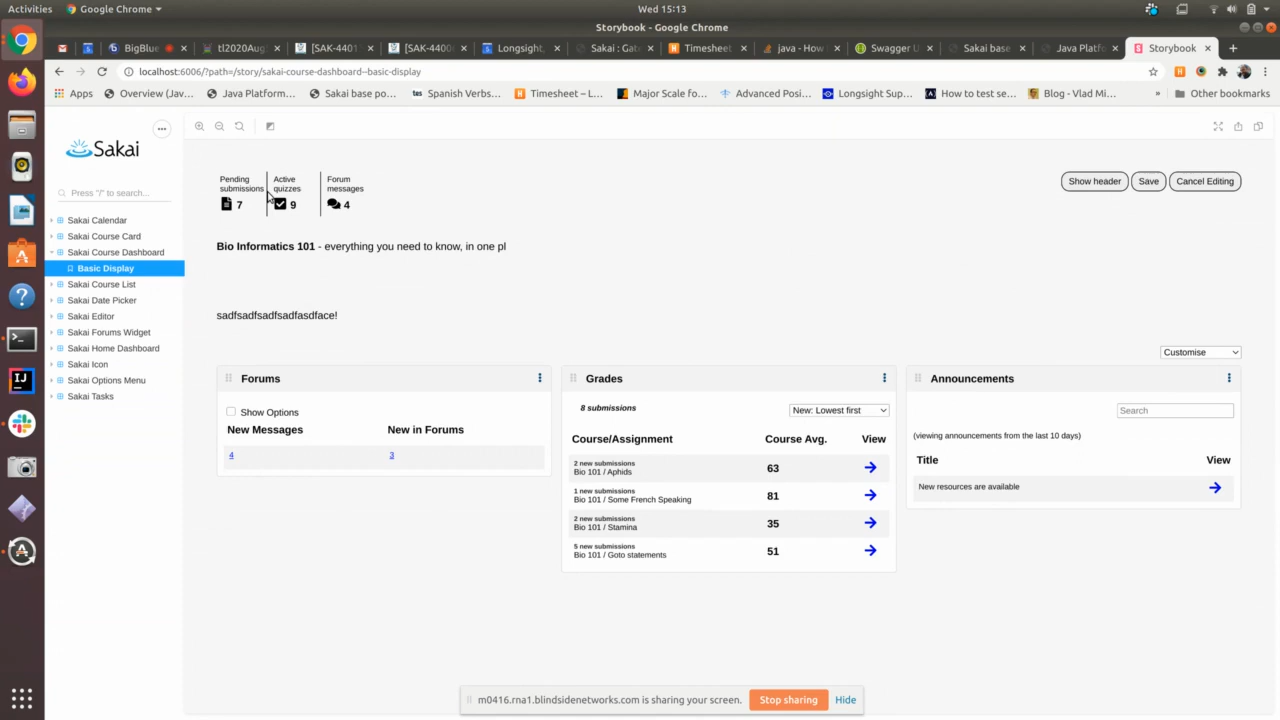 Activities
Google Chrome
Wed 15:13
Storybook - Google Chrome
BigBlue
tl2020Aug
[SAK-4401
[SAK-4400
Longsight,
Sakai : Gat
Timesheet
java - How
Swagger U
Sakai base
Java Platfo
Storybook
localhost:6006/?path=/story/sakai-course-dashboard--basic-display
Apps
Overview (Jav...
Java Platform...
Sakai base po...
tes Spanish Verbs...
Timesheet – L...
Major Scale fo...
Advanced Posi...
Longsight Sup...
How to test se...
Blog - Vlad Mi...
»
Other bookmarks
Sakai
Press "/" to search...
Sakai Calendar
Sakai Course Card
Sakai Course Dashboard
Basic Display
Sakai Course List
Sakai Date Picker
Sakai Editor
Sakai Forums Widget
Sakai Home Dashboard
Sakai Icon
Sakai Options Menu
Sakai Tasks
Pending
submissions
7
Active
quizzes
9
Forum
messages
4
Show header
Save
Cancel Editing
Bio Informatics 101 - everything you need to know, in one pl
sadfsadfsadfsadfasdface!
Customise
Forums
Show Options
New Messages
New in Forums
4
3
Grades
8 submissions
New: Lowest first
Course/Assignment
Course Avg.
View
2 new submissions
Bio 101 / Aphids
63
1 new submissions
Bio 101 / Some French Speaking
81
2 new submissions
Bio 101 / Stamina
35
5 new submissions
Bio 101 / Goto statements
51
Announcements
Search
(viewing announcements from the last 10 days)
Title
View
New resources are available
m0416.rna1.blindsidenetworks.com is sharing your screen.
Stop sharing
Hide